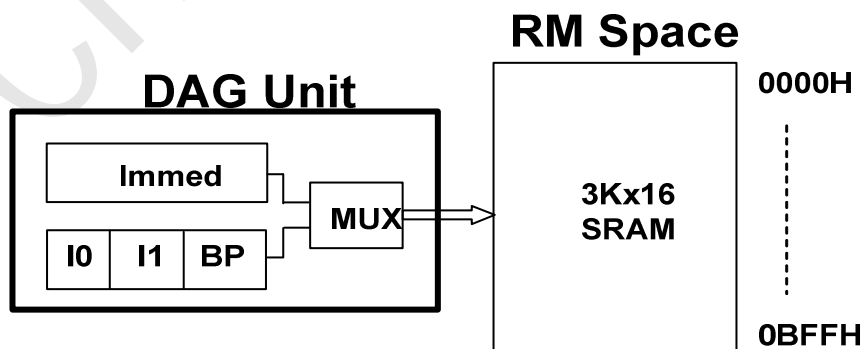 RM Space
DAG Unit
0000H
Immed
MUX
I0 I1 BP
3Kx16
SRAM
0BFFH